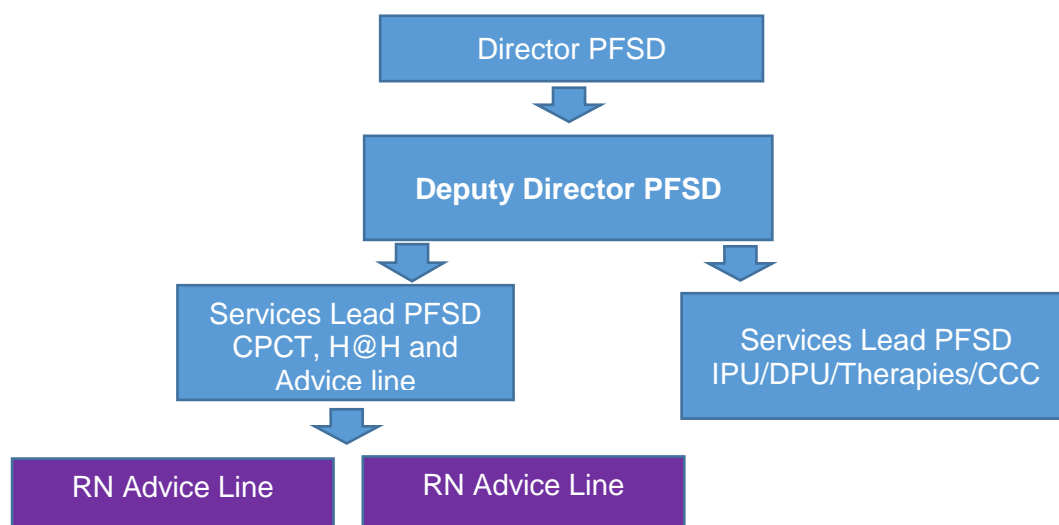 Director PFSD
Deputy Director PFSD
Services Lead PFSD
CPCT, H@H and
Advice line
Services Lead PFSD
IPU/DPU/Therapies/CCC
RN Advice Line
RN Advice Line